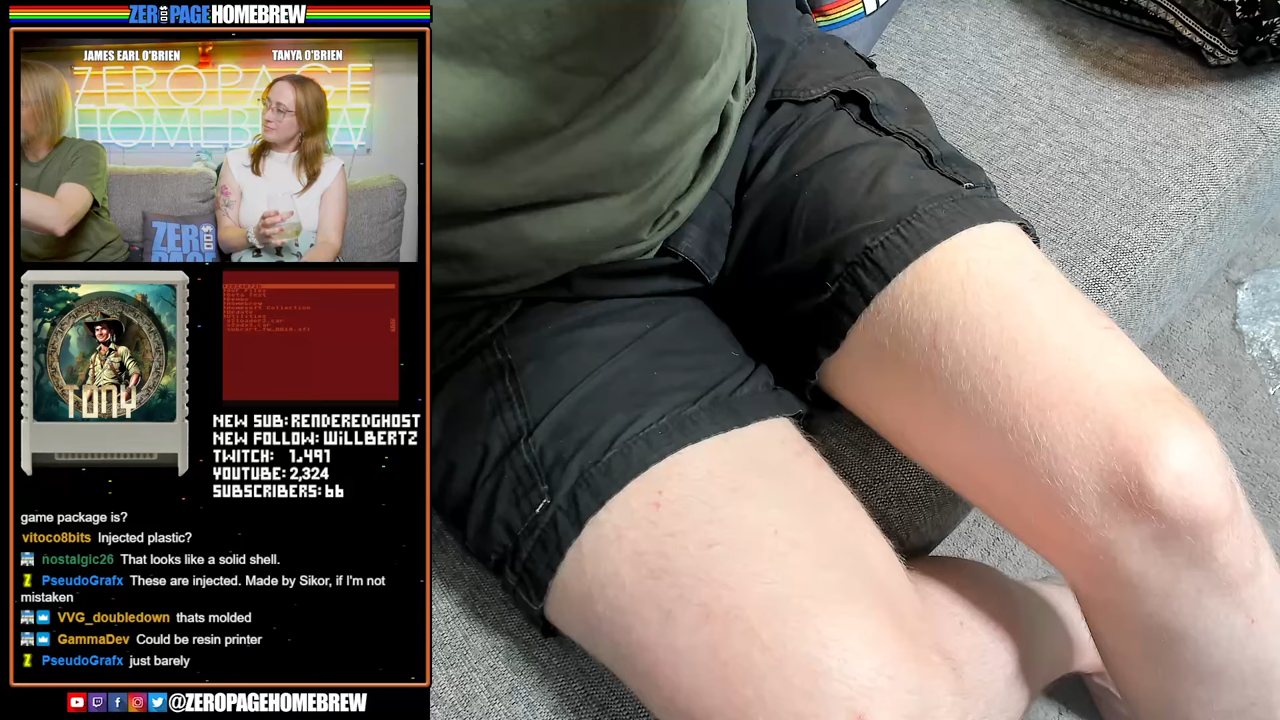 ZEROPAGE HOMEBREW
JAMES EARL O'BRIEN
TANYA O'BRIEN
ZEROPAGE
HOMEBREW
ZERO
PAGE
TONY
NEW SUB: RENDEREDGHOST
NEW FOLLOW: WILLBERTZ
TWITCH: 1,491
YOUTUBE: 2,324
SUBSCRIBERS: 66
game package is?
vitoco8bits Injected plastic?
nostalgic26 That looks like a solid shell.
PseudoGrafx These are injected. Made by Sikor, if I'm not
mistaken
VVG_doubledown thats molded
GammaDev Could be resin printer
PseudoGrafx just barely
@ZEROPAGEHOMEBREW